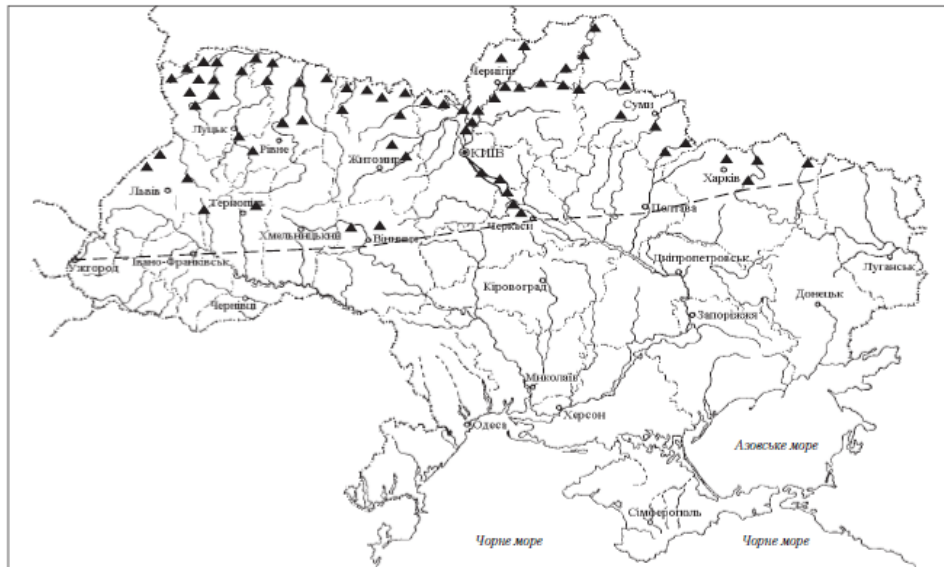 Чернігів
Суми
Луцьк
Рівне
КИЇВ
Житомир
Харків
Львів
Тернопіль
Полтава
Хмельницький
Черкаси
Вінниця
Івано-Франківськ
Ужгород
Дніпропетровськ
Луганськ
Кіровоград
Донецьк
Чернівці
Запоріжжя
Миколаїв
Херсон
Одеса
Азовське море
Сімферополь
Чорне море
Чорне море